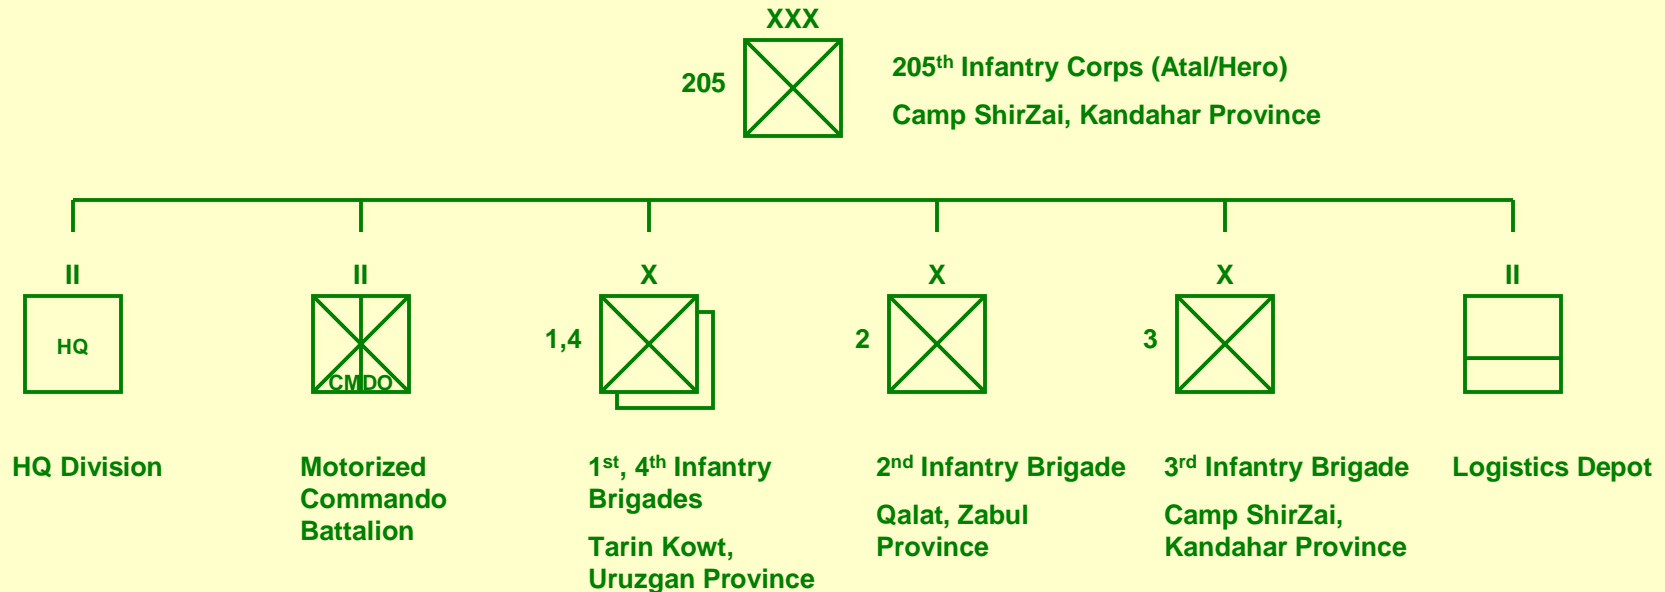 XXX
205
205th Infantry Corps (Atal/Hero)
Camp ShirZai, Kandahar Province
II
HQ
HQ Division
II
CMDO
Motorized
Commando
Battalion
X
1,4
1st, 4th Infantry
Brigades
Tarin Kowt,
Uruzgan Province
X
2
2nd Infantry Brigade
Qalat, Zabul
Province
X
3
3rd Infantry Brigade
Camp ShirZai,
Kandahar Province
II
Logistics Depot